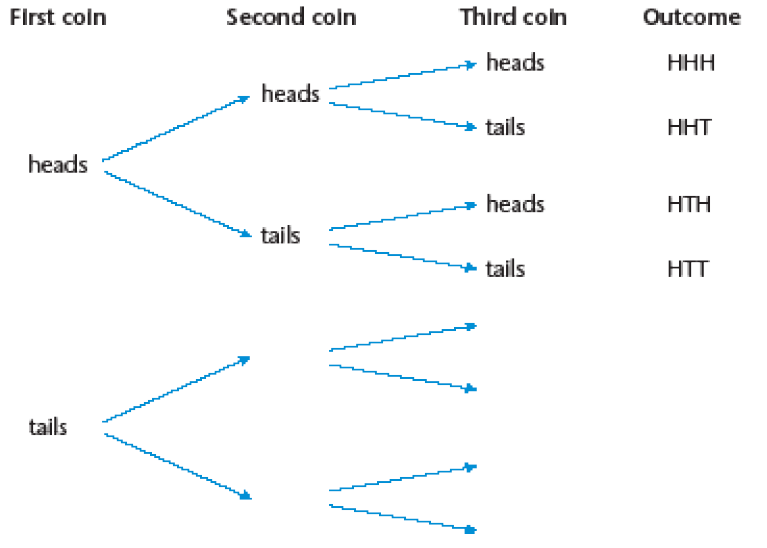 First coin Second coin Third coin Outcome
heads HHH
heads
tails HHT
heads
heads HTH
tails
tails HTT
tails